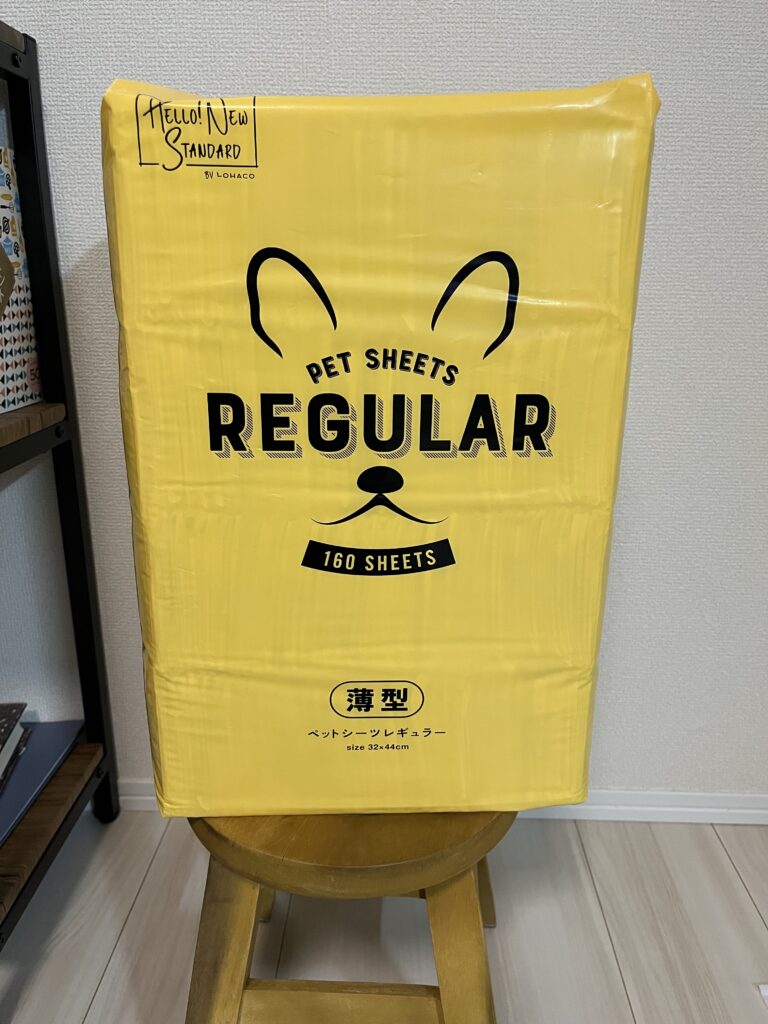 HELLO! NEW
STANDARD
BY LOHACO
PET SHEETS
REGULAR
160 SHEETS
薄型
ペットシーツレギュラー
size 32×44cm
50